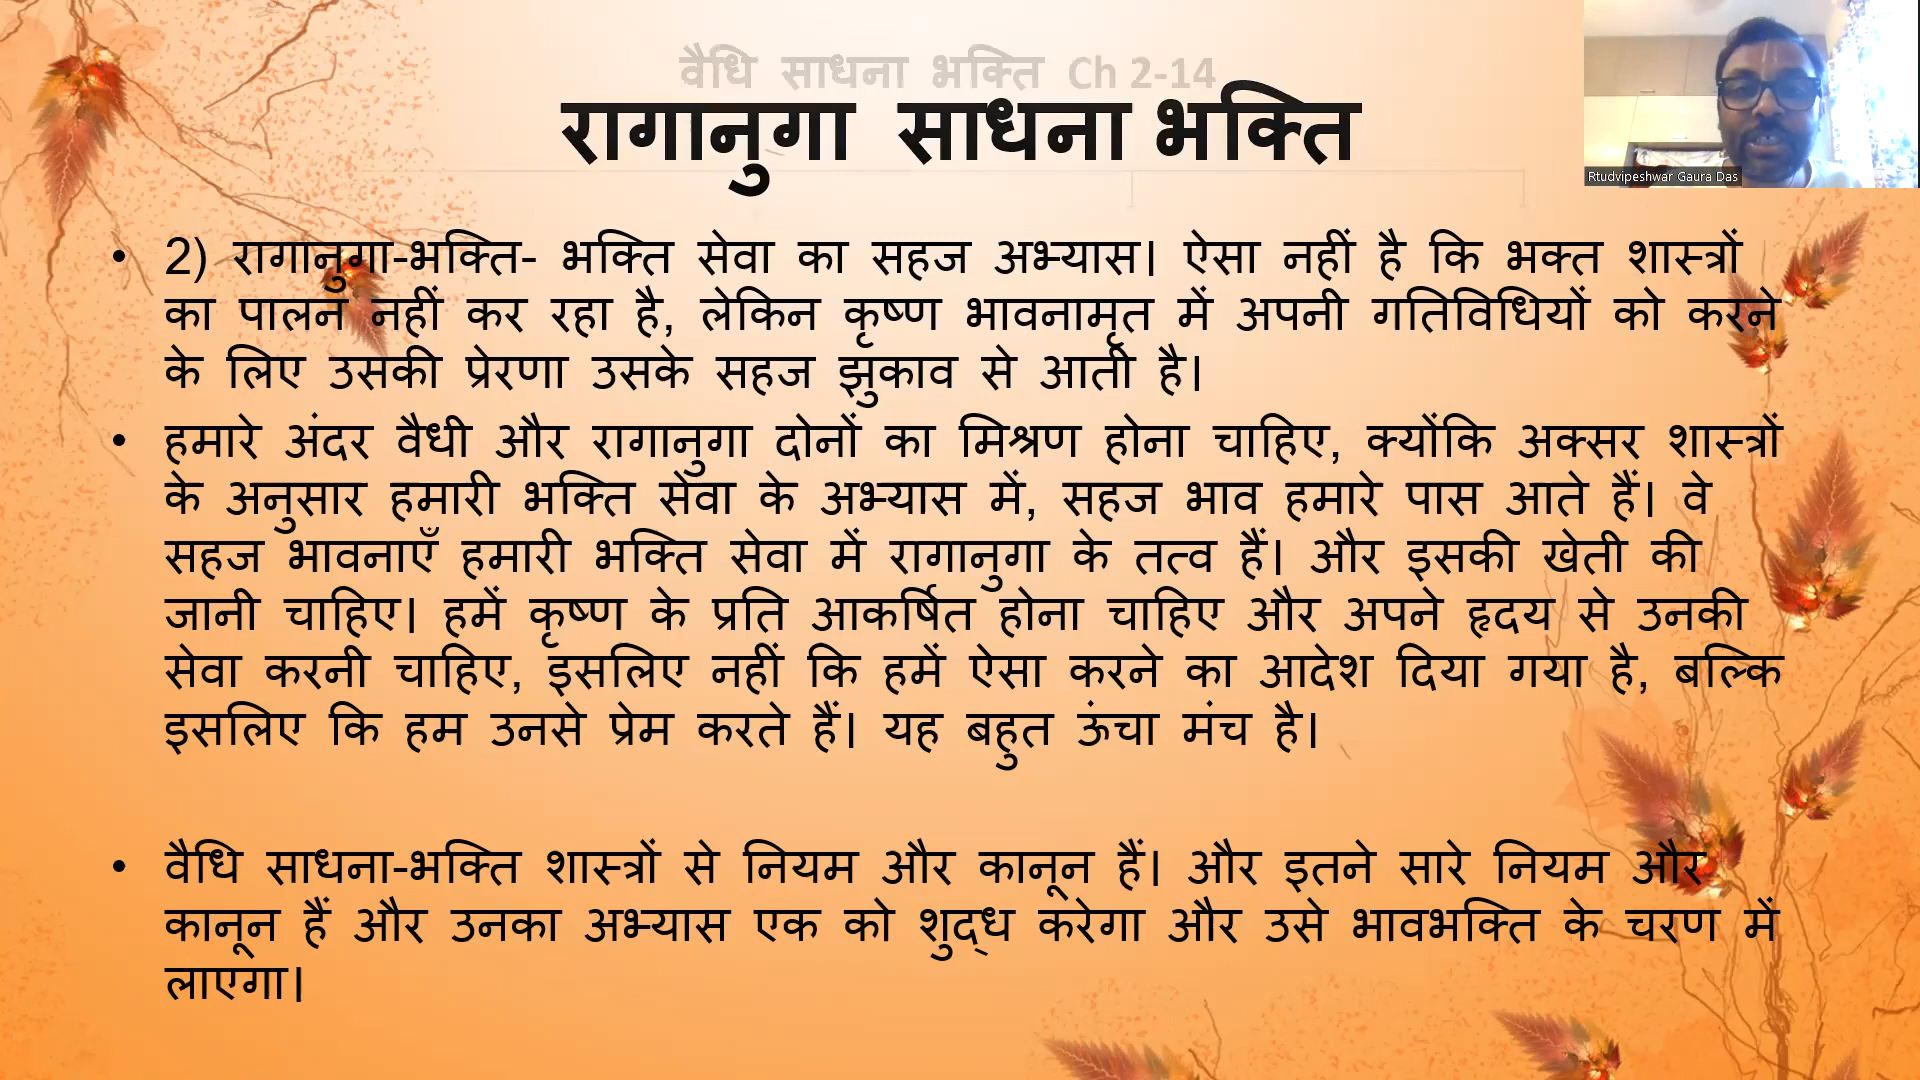 वैधि साधना भक्ति Ch 2-14
रागानुगा साधना भक्ति
Rtudvipeshwar Gaura Das
• 2) रागानुगा-भक्ति- भक्ति सेवा का सहज अभ्यास। ऐसा नहीं है कि भक्त शास्त्रों
का पालन नहीं कर रहा है, लेकिन कृष्ण भावनामृत में अपनी गतिविधियों को करने
के लिए उसकी प्रेरणा उसके सहज झुकाव से आती है।
• हमारे अंदर वैधी और रागानुगा दोनों का मिश्रण होना चाहिए, क्योंकि अक्सर शास्त्रों
के अनुसार हमारी भक्ति सेवा के अभ्यास में, सहज भाव हमारे पास आते हैं। वे
सहज भावनाएँ हमारी भक्ति सेवा में रागानुगा के तत्व हैं। और इसकी खेती की
जानी चाहिए। हमें कृष्ण के प्रति आकर्षित होना चाहिए और अपने हृदय से उनकी
सेवा करनी चाहिए, इसलिए नहीं कि हमें ऐसा करने का आदेश दिया गया है, बल्कि
इसलिए कि हम उनसे प्रेम करते हैं। यह बहुत ऊंचा मंच है।
• वैधि साधना-भक्ति शास्त्रों से नियम और कानून हैं। और इतने सारे नियम और
कानून हैं और उनका अभ्यास एक को शुद्ध करेगा और उसे भावभक्ति के चरण में
लाएगा।